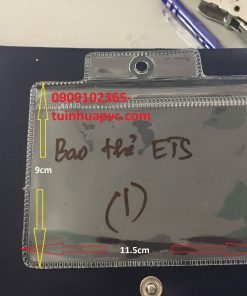 0909102365-
tuinhuapvc.com
Bao thẻ ETS
9cm
(1)
11.5cm